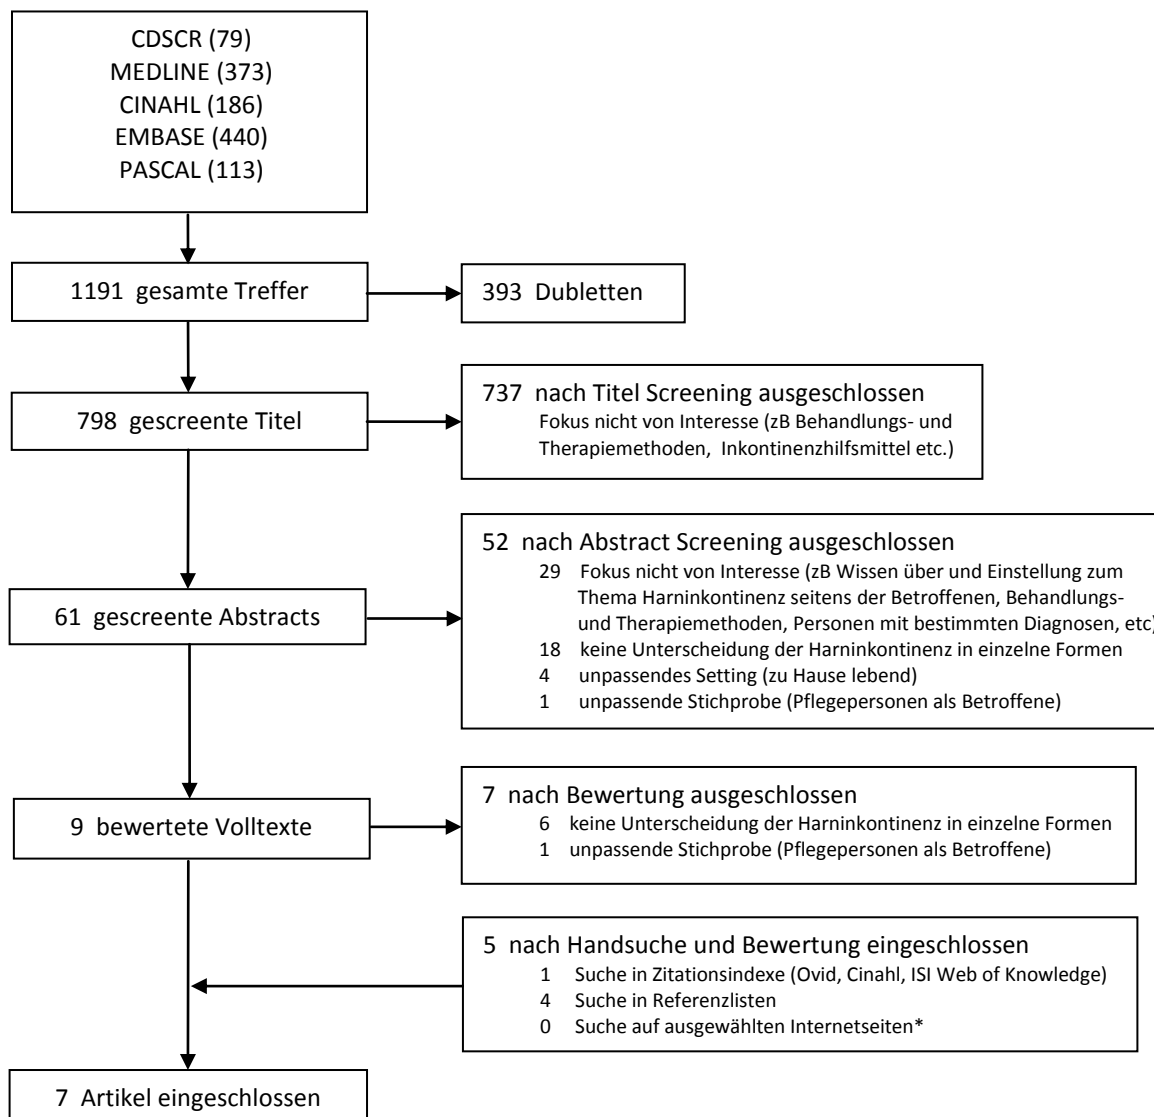 CDSCR (79)
MEDLINE (373)
CINAHL (186)
EMBASE (440)
PASCAL (113)
1191 gesamte Treffer
393 Dubletten
798 gescreente Titel
737 nach Titel Screening ausgeschlossen
Fokus nicht von Interesse (zB Behandlungs- und
Therapiemethoden, Inkontinenzhilfsmittel etc.)
61 gescreente Abstracts
52 nach Abstract Screening ausgeschlossen
29 Fokus nicht von Interesse (zB Wissen über und Einstellung zum
Thema Harninkontinenz seitens der Betroffenen, Behandlungs-
und Therapiemethoden, Personen mit bestimmten Diagnosen, etc)
18 keine Unterscheidung der Harninkontinenz in einzelne Formen
4 unpassendes Setting (zu Hause lebend)
1 unpassende Stichprobe (Pflegepersonen als Betroffene)
9 bewertete Volltexte
7 nach Bewertung ausgeschlossen
6 keine Unterscheidung der Harninkontinenz in einzelne Formen
1 unpassende Stichprobe (Pflegepersonen als Betroffene)
5 nach Handsuche und Bewertung eingeschlossen
1 Suche in Zitationsindexe (Ovid, Cinahl, ISI Web of Knowledge)
4 Suche in Referenzlisten
0 Suche auf ausgewählten Internetseiten*
7 Artikel eingeschlossen